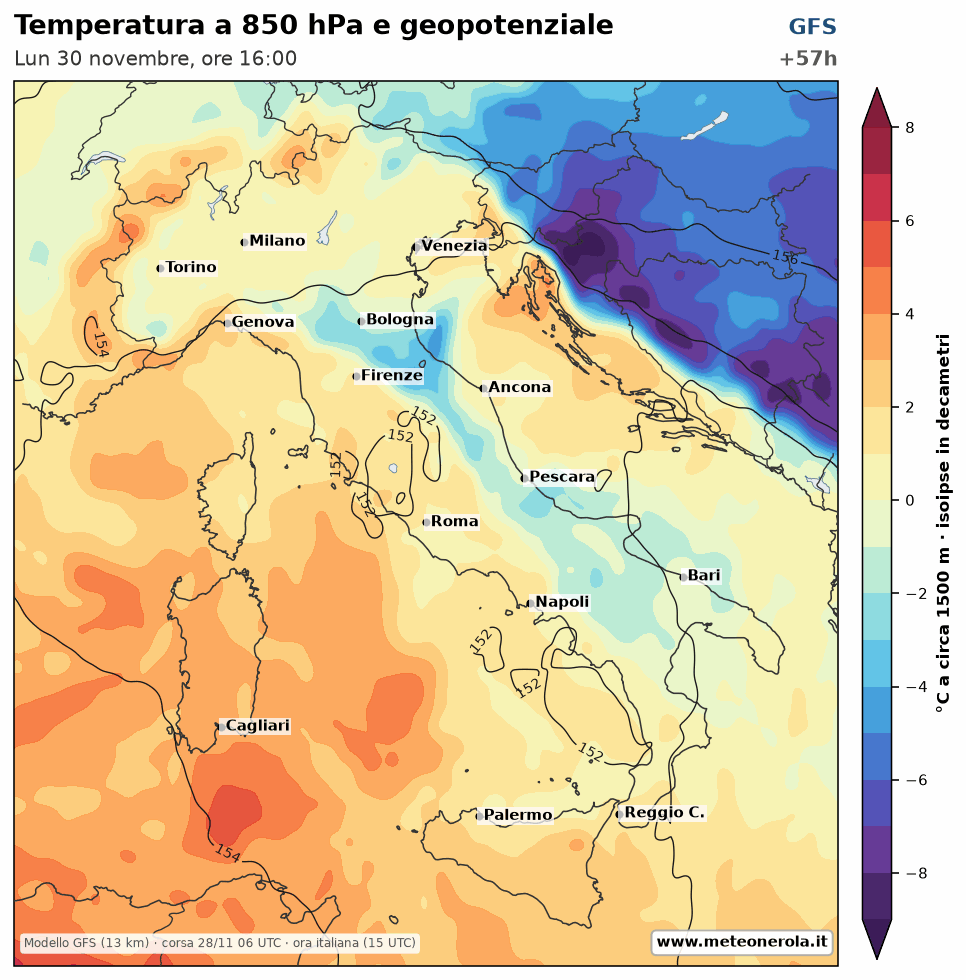 Temperatura a 850 hPa e geopotenziale
GFS
Lun 30 novembre, ore 16:00
+57h
156
Milano
Venezia
Torino
Genova
Bologna
154
Firenze
Ancona
152
152
152
152
Pescara
Roma
Bari
Napoli
152
152
Cagliari
152
Palermo
Reggio C.
154
Modello GFS (13 km) · corsa 28/11 06 UTC · ora italiana (15 UTC)
www.meteonerola.it
8
6
4
2
0
−2
−4
−6
−8
°C a circa 1500 m · isoipse in decametri